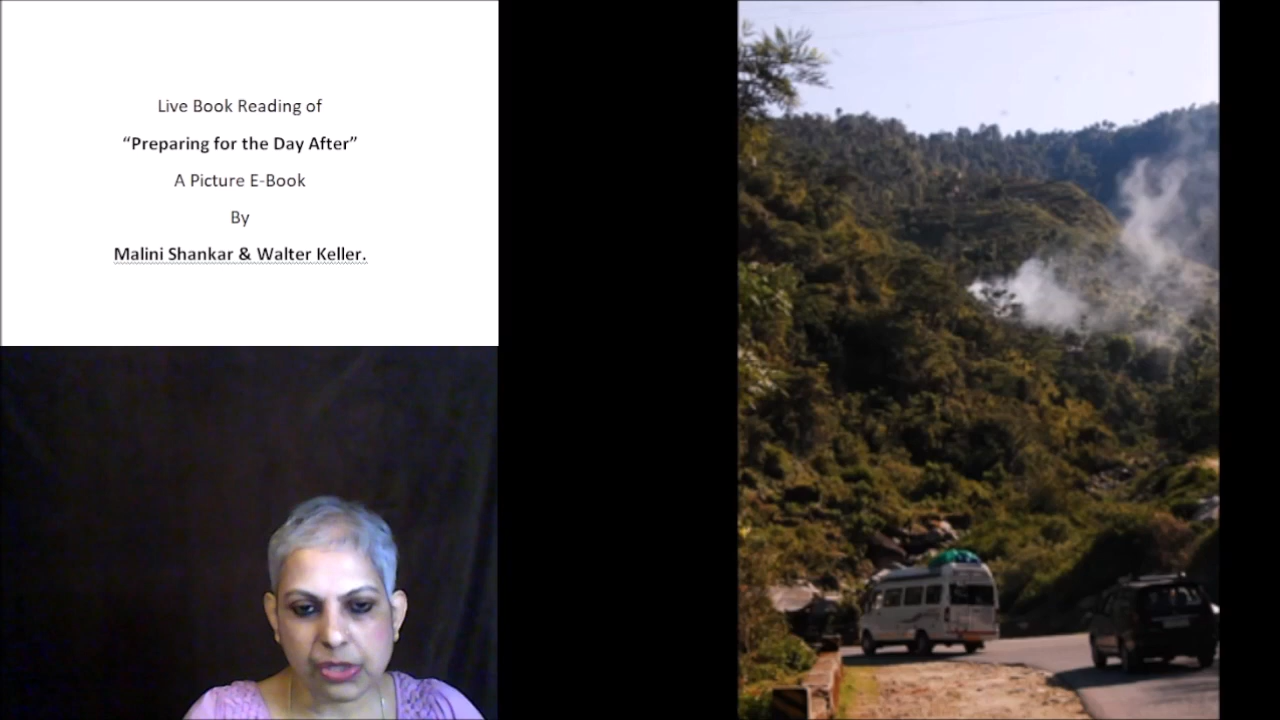 Live Book Reading of
“Preparing for the Day After”
A Picture E-Book
By
Malini Shankar & Walter Keller.